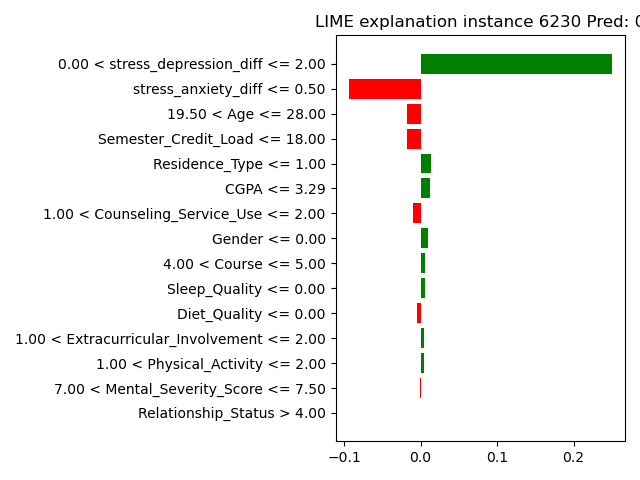 LIME explanation instance 6230 Pred: 0
0.00 < stress_depression_diff <= 2.00
stress_anxiety_diff <= 0.50
19.50 < Age <= 28.00
Semester_Credit_Load <= 18.00
Residence_Type <= 1.00
CGPA <= 3.29
1.00 < Counseling_Service_Use <= 2.00
Gender <= 0.00
4.00 < Course <= 5.00
Sleep_Quality <= 0.00
Diet_Quality <= 0.00
1.00 < Extracurricular_Involvement <= 2.00
1.00 < Physical_Activity <= 2.00
7.00 < Mental_Severity_Score <= 7.50
Relationship_Status > 4.00
−0.1 0.0 0.1 0.2